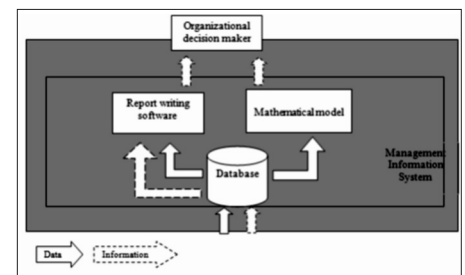 Organizational
decision maker
Report writing
software
Mathematical model
Database
Management
Information
System
Data
Information